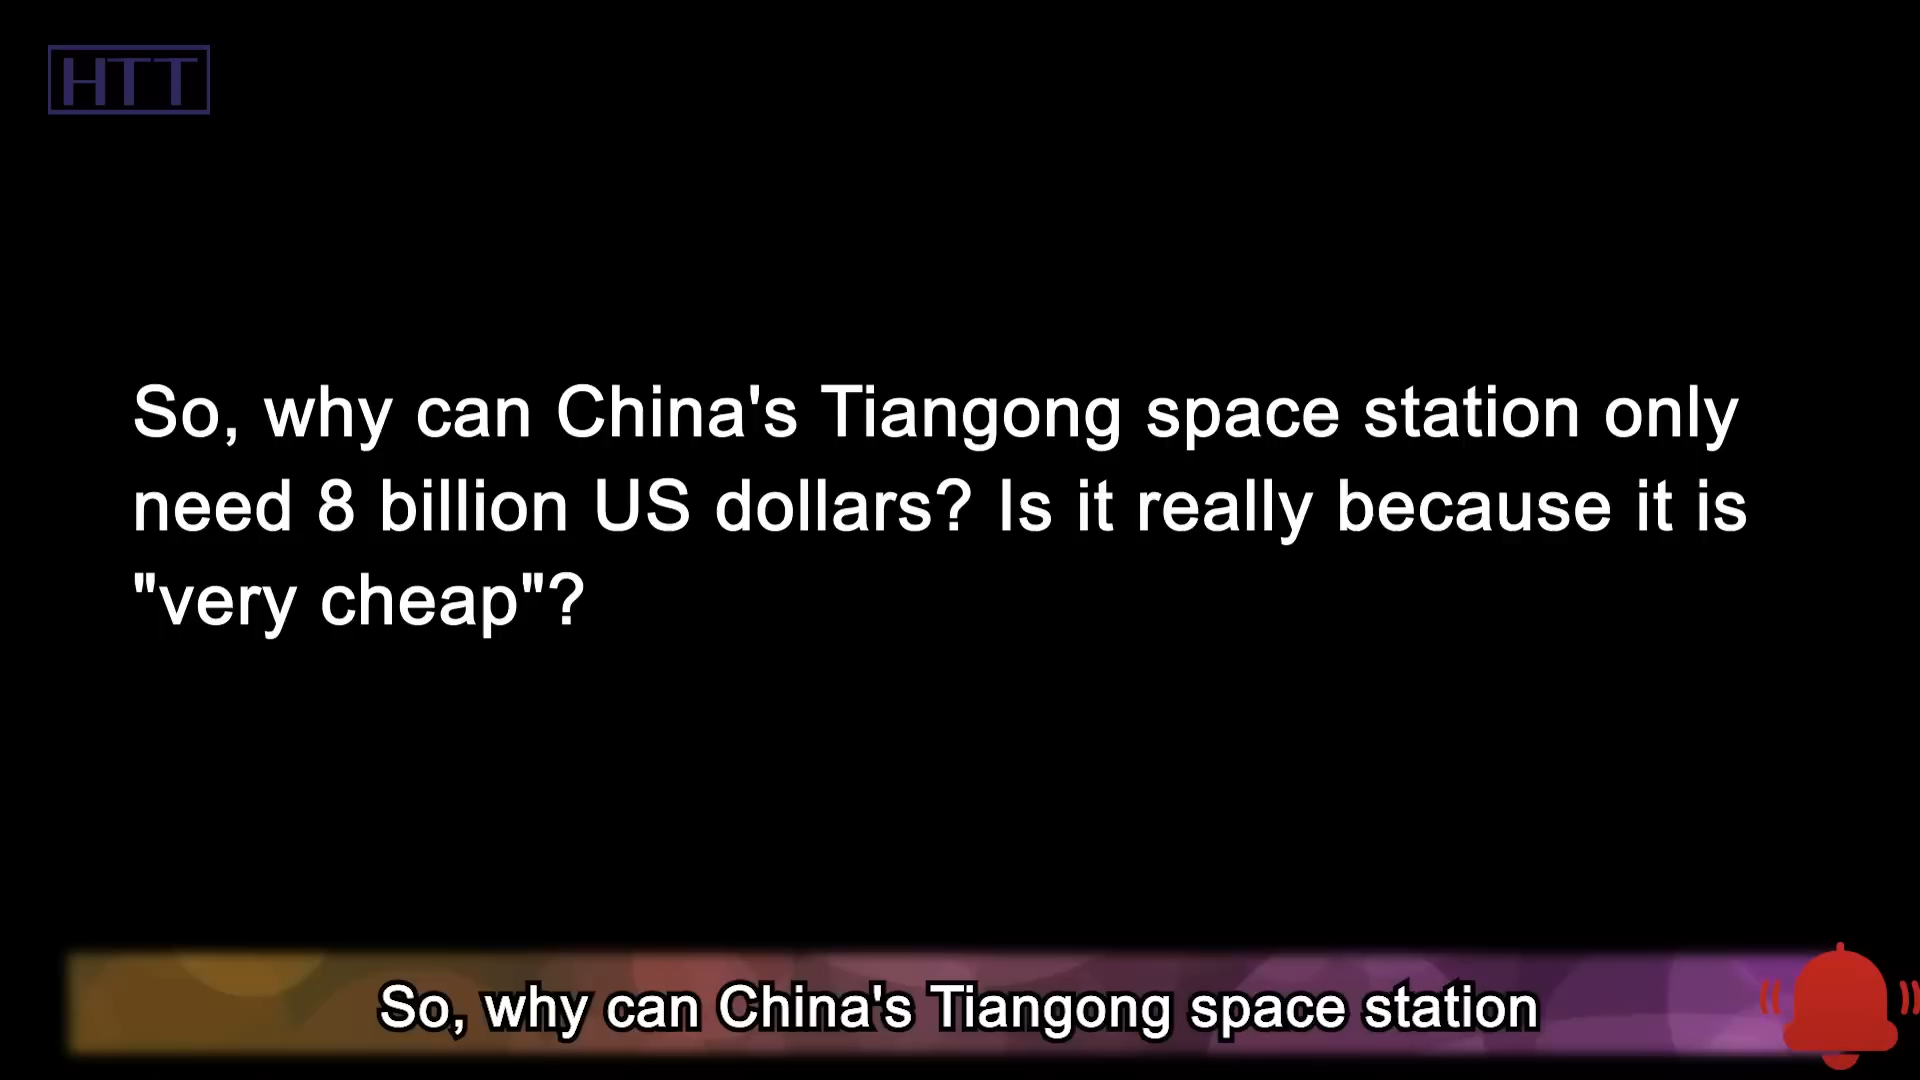 HTT
So, why can China's Tiangong space station only
need 8 billion US dollars? Is it really because it is
"very cheap"?
So, why can China's Tiangong space station